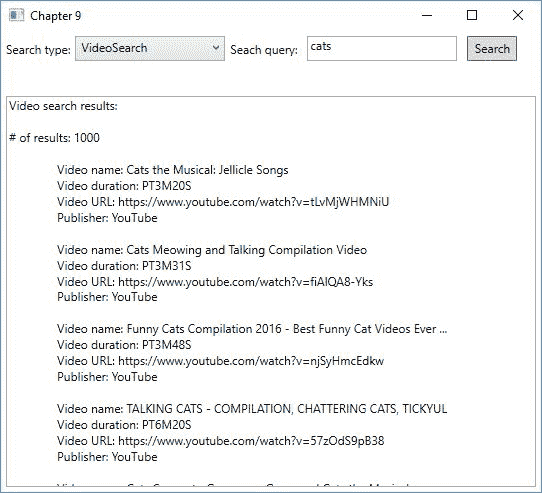 Chapter 9
Search type: VideoSearch Seach query: cats Search
Video search results:
# of results: 1000
Video name: Cats the Musical: Jellicle Songs
Video duration: PT3M20S
Video URL: https://www.youtube.com/watch?v=tLvMjWHMNiU
Publisher: YouTube
Video name: Cats Meowing and Talking Compilation Video
Video duration: PT3M31S
Video URL: https://www.youtube.com/watch?v=fiAlQA8-Yks
Publisher: YouTube
Video name: Funny Cats Compilation 2016 - Best Funny Cat Videos Ever ...
Video duration: PT3M48S
Video URL: https://www.youtube.com/watch?v=njSyHmcEdkw
Publisher: YouTube
Video name: TALKING CATS - COMPILATION, CHATTERING CATS, TICKYUL
Video duration: PT6M20S
Video URL: https://www.youtube.com/watch?v=57zOdS9pB38
Publisher: YouTube